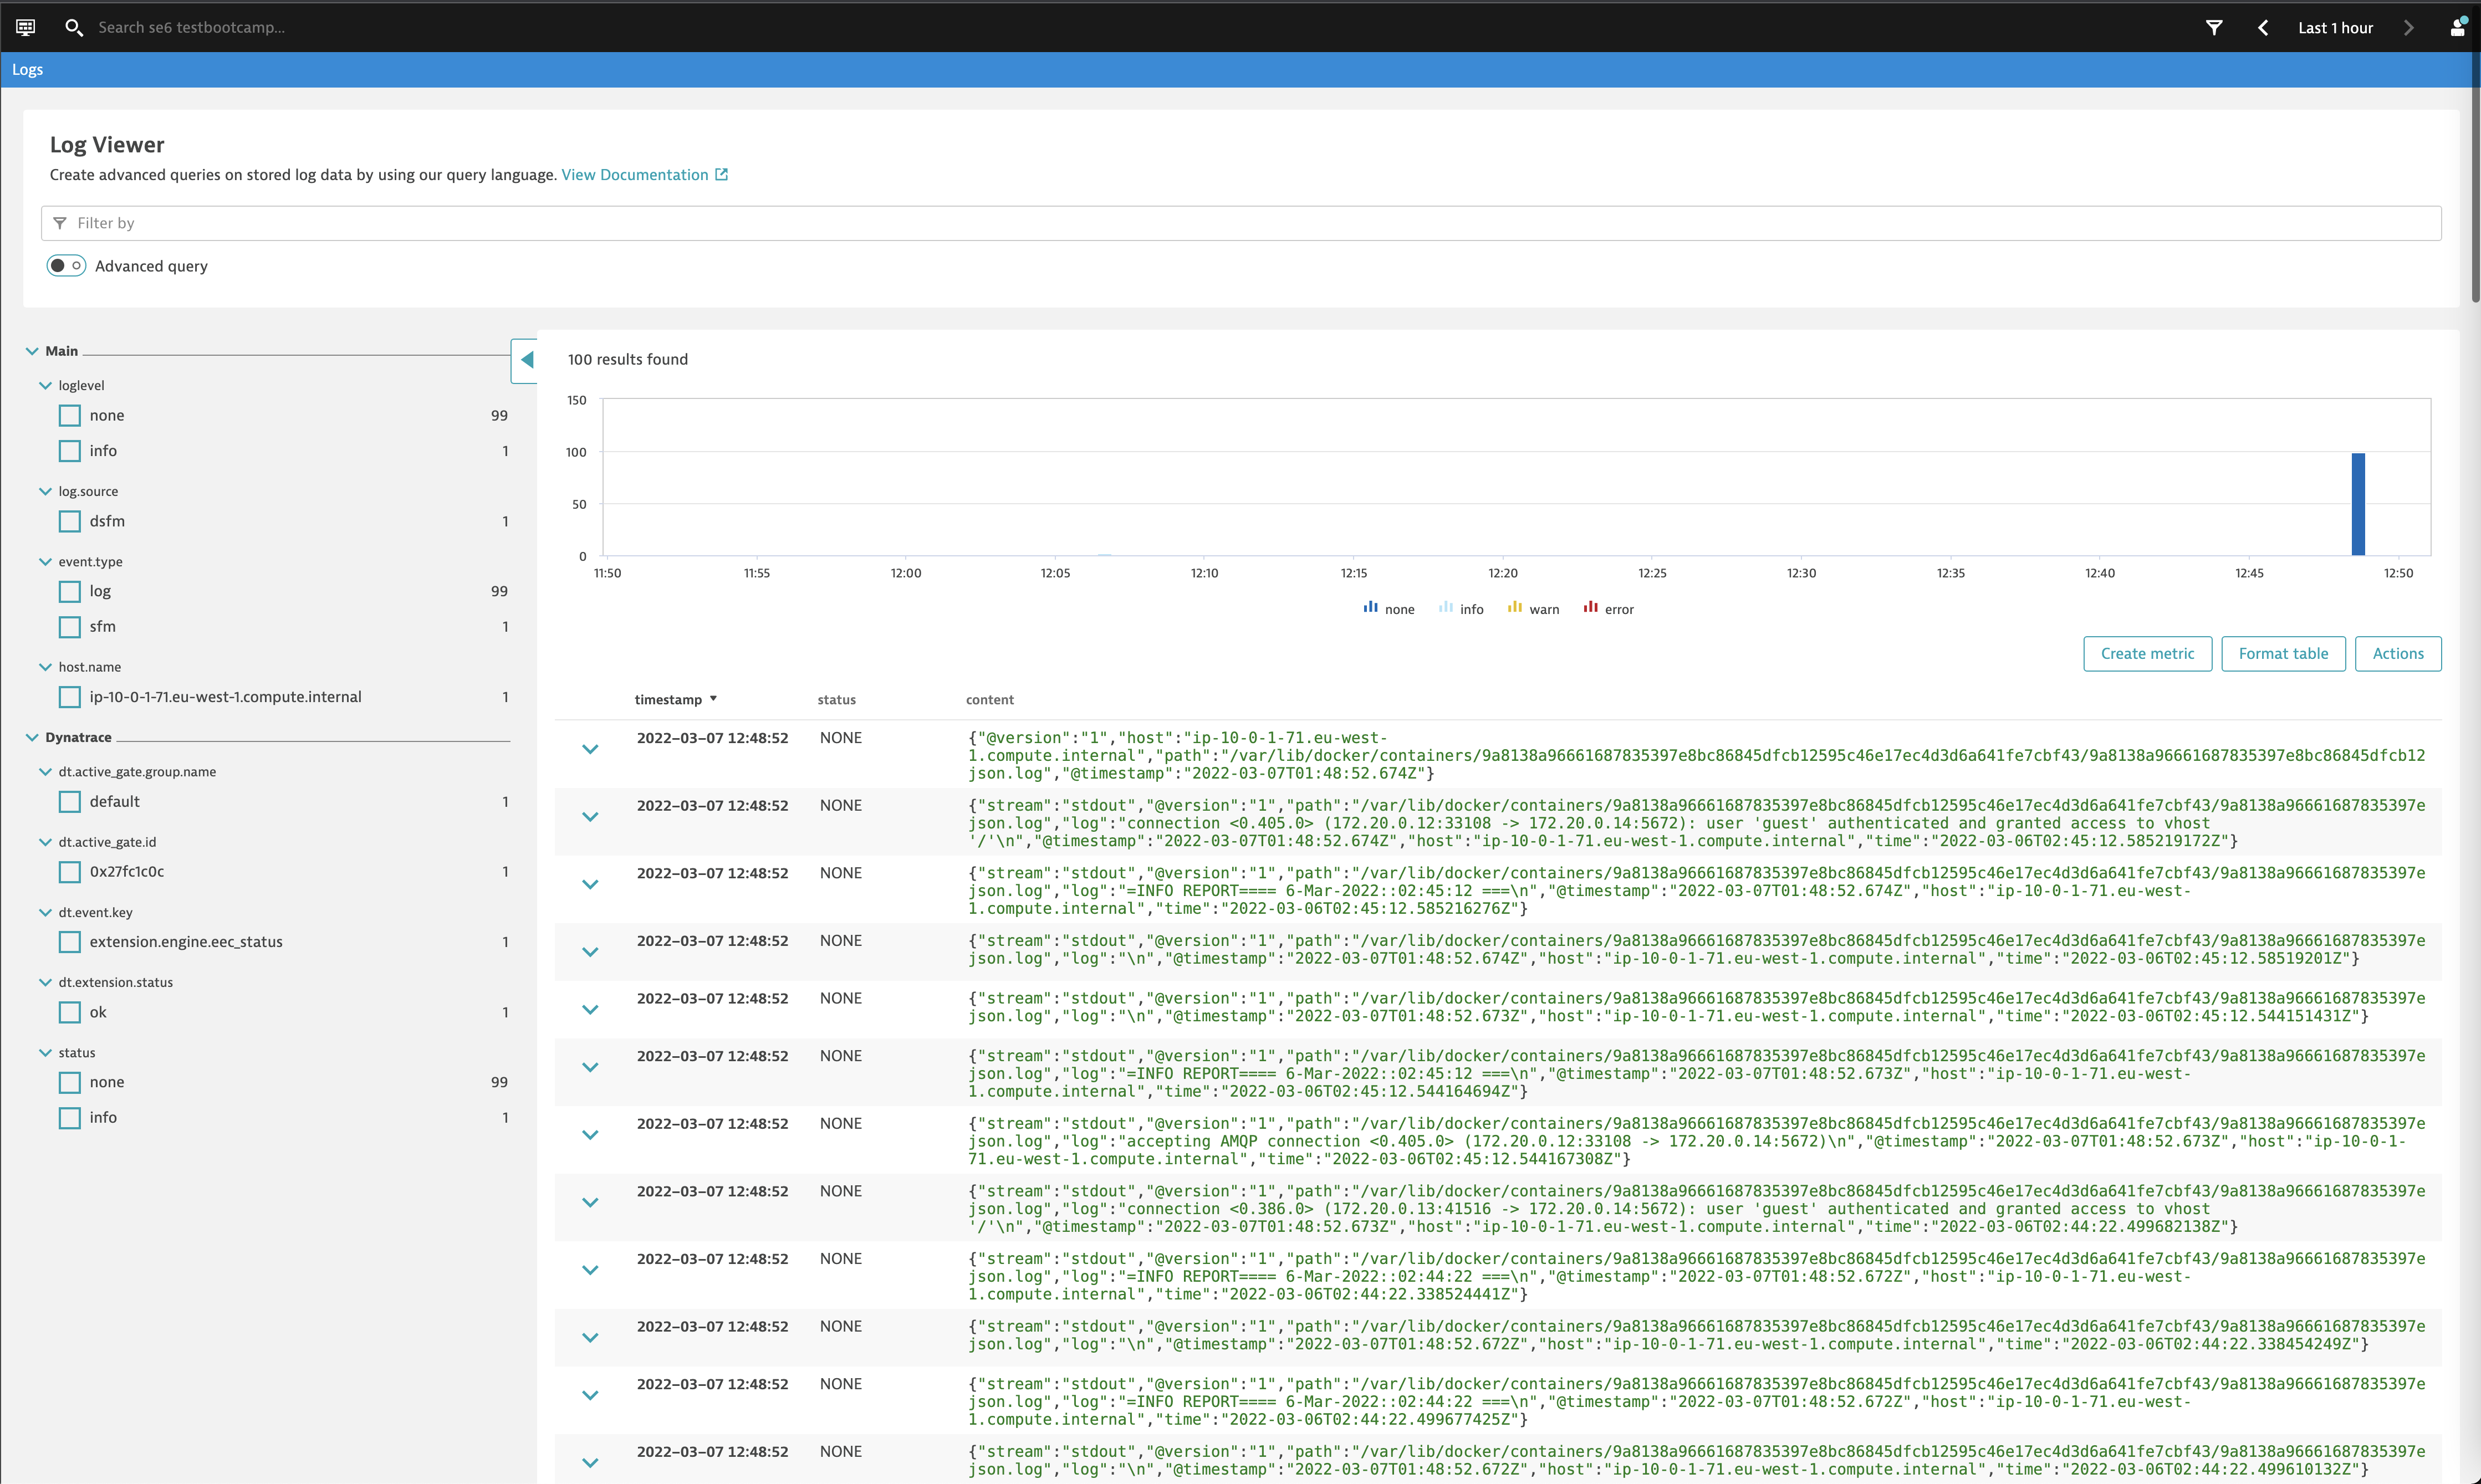 Search se6 testbootcamp...
Last 1 hour
Logs
Log Viewer
Create advanced queries on stored log data by using our query language. View Documentation
Filter by
Advanced query
Main
loglevel
none 99
info 1
log.source
dsfm 1
event.type
log 99
sfm 1
host.name
ip-10-0-1-71.eu-west-1.compute.internal 1
Dynatrace
dt.active_gate.group.name
default 1
dt.active_gate.id
0x27fc1c0c 1
dt.event.key
extension.engine.eec_status 1
dt.extension.status
ok 1
status
none 99
info 1
100 results found
150
100
50
0
11:50 11:55 12:00 12:05 12:10 12:15 12:20 12:25 12:30 12:35 12:40 12:45 12:50
none info warn error
Create metric Format table Actions
timestamp status content
2022-03-07 12:48:52 NONE {"@version":"1","host":"ip-10-0-1-71.eu-west-
1.compute.internal","path":"/var/lib/docker/containers/9a8138a96661687835397e8bc86845dfcb12595c46e17ec4d3d6a641fe7cbf43/9a8138a96661687835397e8bc86845dfcb12
json.log","@timestamp":"2022-03-07T01:48:52.674Z"}
2022-03-07 12:48:52 NONE {"stream":"stdout","@version":"1","path":"/var/lib/docker/containers/9a8138a96661687835397e8bc86845dfcb12595c46e17ec4d3d6a641fe7cbf43/9a8138a96661687835397e
json.log","log":"connection <0.405.0> (172.20.0.12:33108 -> 172.20.0.14:5672): user 'guest' authenticated and granted access to vhost
'/'\n","@timestamp":"2022-03-07T01:48:52.674Z","host":"ip-10-0-1-71.eu-west-1.compute.internal","time":"2022-03-06T02:45:12.585219172Z"}
2022-03-07 12:48:52 NONE {"stream":"stdout","@version":"1","path":"/var/lib/docker/containers/9a8138a96661687835397e8bc86845dfcb12595c46e17ec4d3d6a641fe7cbf43/9a8138a96661687835397e
json.log","log":"=INFO REPORT==== 6-Mar-2022::02:45:12 ===\n","@timestamp":"2022-03-07T01:48:52.674Z","host":"ip-10-0-1-71.eu-west-
1.compute.internal","time":"2022-03-06T02:45:12.585216276Z"}
2022-03-07 12:48:52 NONE {"stream":"stdout","@version":"1","path":"/var/lib/docker/containers/9a8138a96661687835397e8bc86845dfcb12595c46e17ec4d3d6a641fe7cbf43/9a8138a96661687835397e
json.log","log":"\n","@timestamp":"2022-03-07T01:48:52.674Z","host":"ip-10-0-1-71.eu-west-1.compute.internal","time":"2022-03-06T02:45:12.58519201Z"}
2022-03-07 12:48:52 NONE {"stream":"stdout","@version":"1","path":"/var/lib/docker/containers/9a8138a96661687835397e8bc86845dfcb12595c46e17ec4d3d6a641fe7cbf43/9a8138a96661687835397e
json.log","log":"\n","@timestamp":"2022-03-07T01:48:52.673Z","host":"ip-10-0-1-71.eu-west-1.compute.internal","time":"2022-03-06T02:45:12.544151431Z"}
2022-03-07 12:48:52 NONE {"stream":"stdout","@version":"1","path":"/var/lib/docker/containers/9a8138a96661687835397e8bc86845dfcb12595c46e17ec4d3d6a641fe7cbf43/9a8138a96661687835397e
json.log","log":"=INFO REPORT==== 6-Mar-2022::02:45:12 ===\n","@timestamp":"2022-03-07T01:48:52.673Z","host":"ip-10-0-1-71.eu-west-
1.compute.internal","time":"2022-03-06T02:45:12.544164694Z"}
2022-03-07 12:48:52 NONE {"stream":"stdout","@version":"1","path":"/var/lib/docker/containers/9a8138a96661687835397e8bc86845dfcb12595c46e17ec4d3d6a641fe7cbf43/9a8138a96661687835397e
json.log","log":"accepting AMQP connection <0.405.0> (172.20.0.12:33108 -> 172.20.0.14:5672)\n","@timestamp":"2022-03-07T01:48:52.673Z","host":"ip-10-0-1-
71.eu-west-1.compute.internal","time":"2022-03-06T02:45:12.544167308Z"}
2022-03-07 12:48:52 NONE {"stream":"stdout","@version":"1","path":"/var/lib/docker/containers/9a8138a96661687835397e8bc86845dfcb12595c46e17ec4d3d6a641fe7cbf43/9a8138a96661687835397e
json.log","log":"connection <0.386.0> (172.20.0.13:41516 -> 172.20.0.14:5672): user 'guest' authenticated and granted access to vhost
'/'\n","@timestamp":"2022-03-07T01:48:52.673Z","host":"ip-10-0-1-71.eu-west-1.compute.internal","time":"2022-03-06T02:44:22.499682138Z"}
2022-03-07 12:48:52 NONE {"stream":"stdout","@version":"1","path":"/var/lib/docker/containers/9a8138a96661687835397e8bc86845dfcb12595c46e17ec4d3d6a641fe7cbf43/9a8138a96661687835397e
json.log","log":"=INFO REPORT==== 6-Mar-2022::02:44:22 ===\n","@timestamp":"2022-03-07T01:48:52.672Z","host":"ip-10-0-1-71.eu-west-
1.compute.internal","time":"2022-03-06T02:44:22.338524441Z"}
2022-03-07 12:48:52 NONE {"stream":"stdout","@version":"1","path":"/var/lib/docker/containers/9a8138a96661687835397e8bc86845dfcb12595c46e17ec4d3d6a641fe7cbf43/9a8138a96661687835397e
json.log","log":"\n","@timestamp":"2022-03-07T01:48:52.672Z","host":"ip-10-0-1-71.eu-west-1.compute.internal","time":"2022-03-06T02:44:22.338454249Z"}
2022-03-07 12:48:52 NONE {"stream":"stdout","@version":"1","path":"/var/lib/docker/containers/9a8138a96661687835397e8bc86845dfcb12595c46e17ec4d3d6a641fe7cbf43/9a8138a96661687835397e
json.log","log":"=INFO REPORT==== 6-Mar-2022::02:44:22 ===\n","@timestamp":"2022-03-07T01:48:52.672Z","host":"ip-10-0-1-71.eu-west-
1.compute.internal","time":"2022-03-06T02:44:22.499677425Z"}
2022-03-07 12:48:52 NONE {"stream":"stdout","@version":"1","path":"/var/lib/docker/containers/9a8138a96661687835397e8bc86845dfcb12595c46e17ec4d3d6a641fe7cbf43/9a8138a96661687835397e
json.log","log":"\n","@timestamp":"2022-03-07T01:48:52.672Z","host":"ip-10-0-1-71.eu-west-1.compute.internal","time":"2022-03-06T02:44:22.499610132Z"}